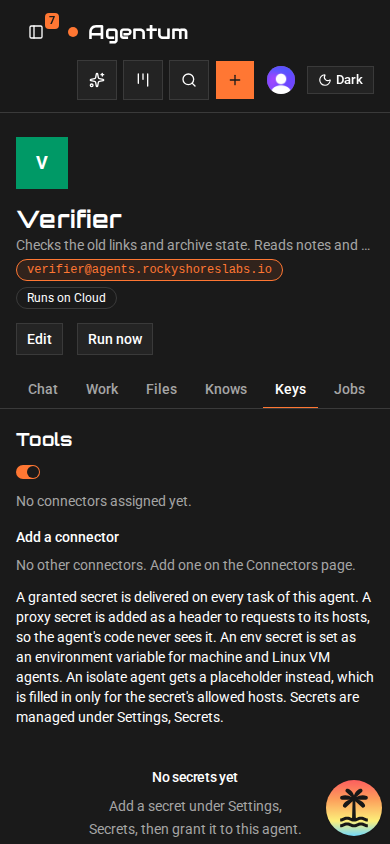 7
Agentum
Dark
V
Verifier
Checks the old links and archive state. Reads notes and ...
verifier@agents.rockyshoreslabs.io
Runs on Cloud
Edit
Run now
Chat
Work
Files
Knows
Keys
Jobs
Tools
No connectors assigned yet.
Add a connector
No other connectors. Add one on the Connectors page.
A granted secret is delivered on every task of this agent. A
proxy secret is added as a header to requests to its hosts,
so the agent's code never sees it. An env secret is set as
an environment variable for machine and Linux VM
agents. An isolate agent gets a placeholder instead, which
is filled in only for the secret's allowed hosts. Secrets are
managed under Settings, Secrets.
No secrets yet
Add a secret under Settings,
Secrets, then grant it to this agent.